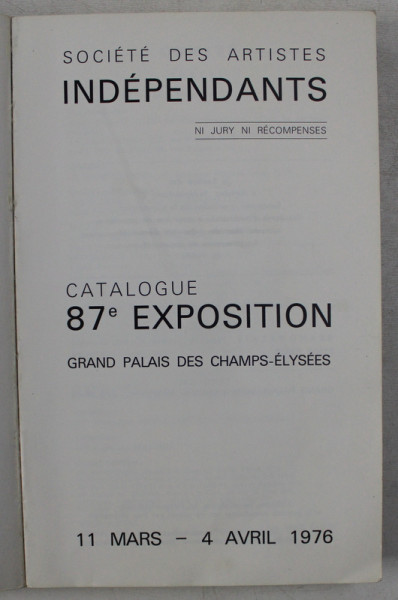 SOCIÉTÉ DES ARTISTES
INDÉPENDANTS
NI JURY NI RÉCOMPENSES
CATALOGUE
87e EXPOSITION
GRAND PALAIS DES CHAMPS-ÉLYSÉES
11 MARS – 4 AVRIL 1976